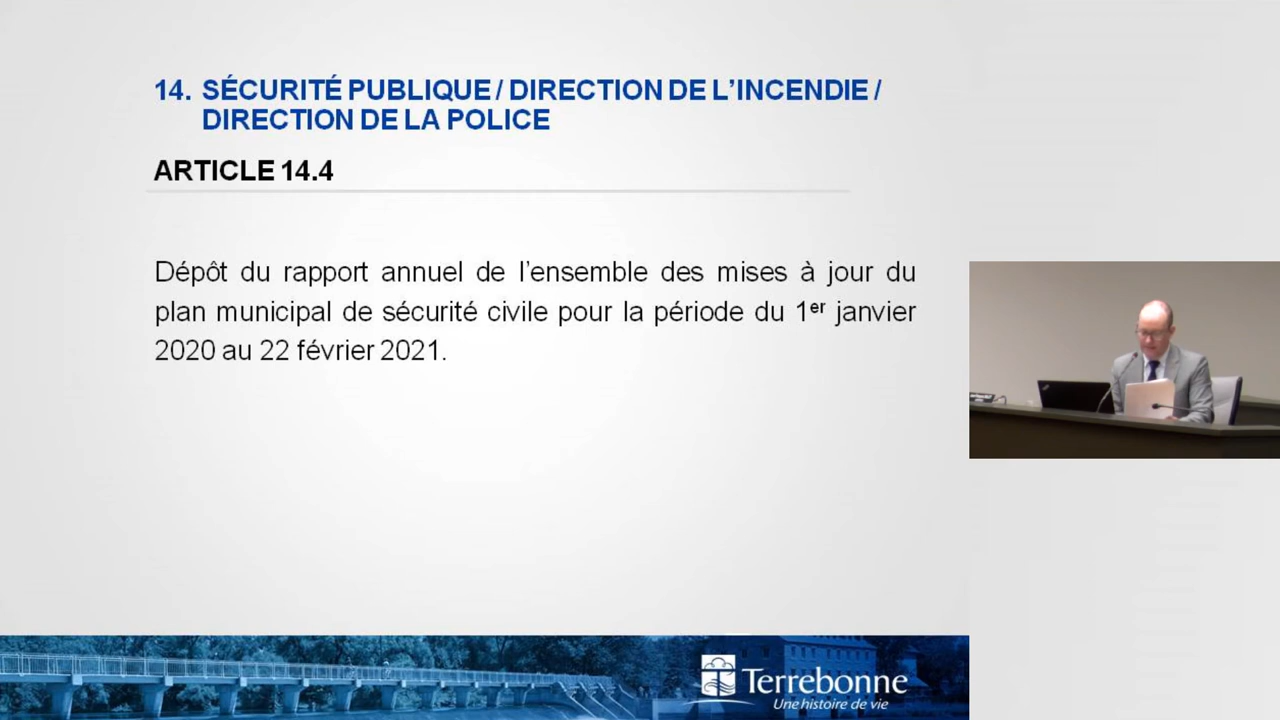 14. SÉCURITÉ PUBLIQUE / DIRECTION DE L’INCENDIE /
DIRECTION DE LA POLICE
ARTICLE 14.4
Dépôt du rapport annuel de l’ensemble des mises à jour du
plan municipal de sécurité civile pour la période du 1er janvier
2020 au 22 février 2021.
Terrebonne
Une histoire de vie